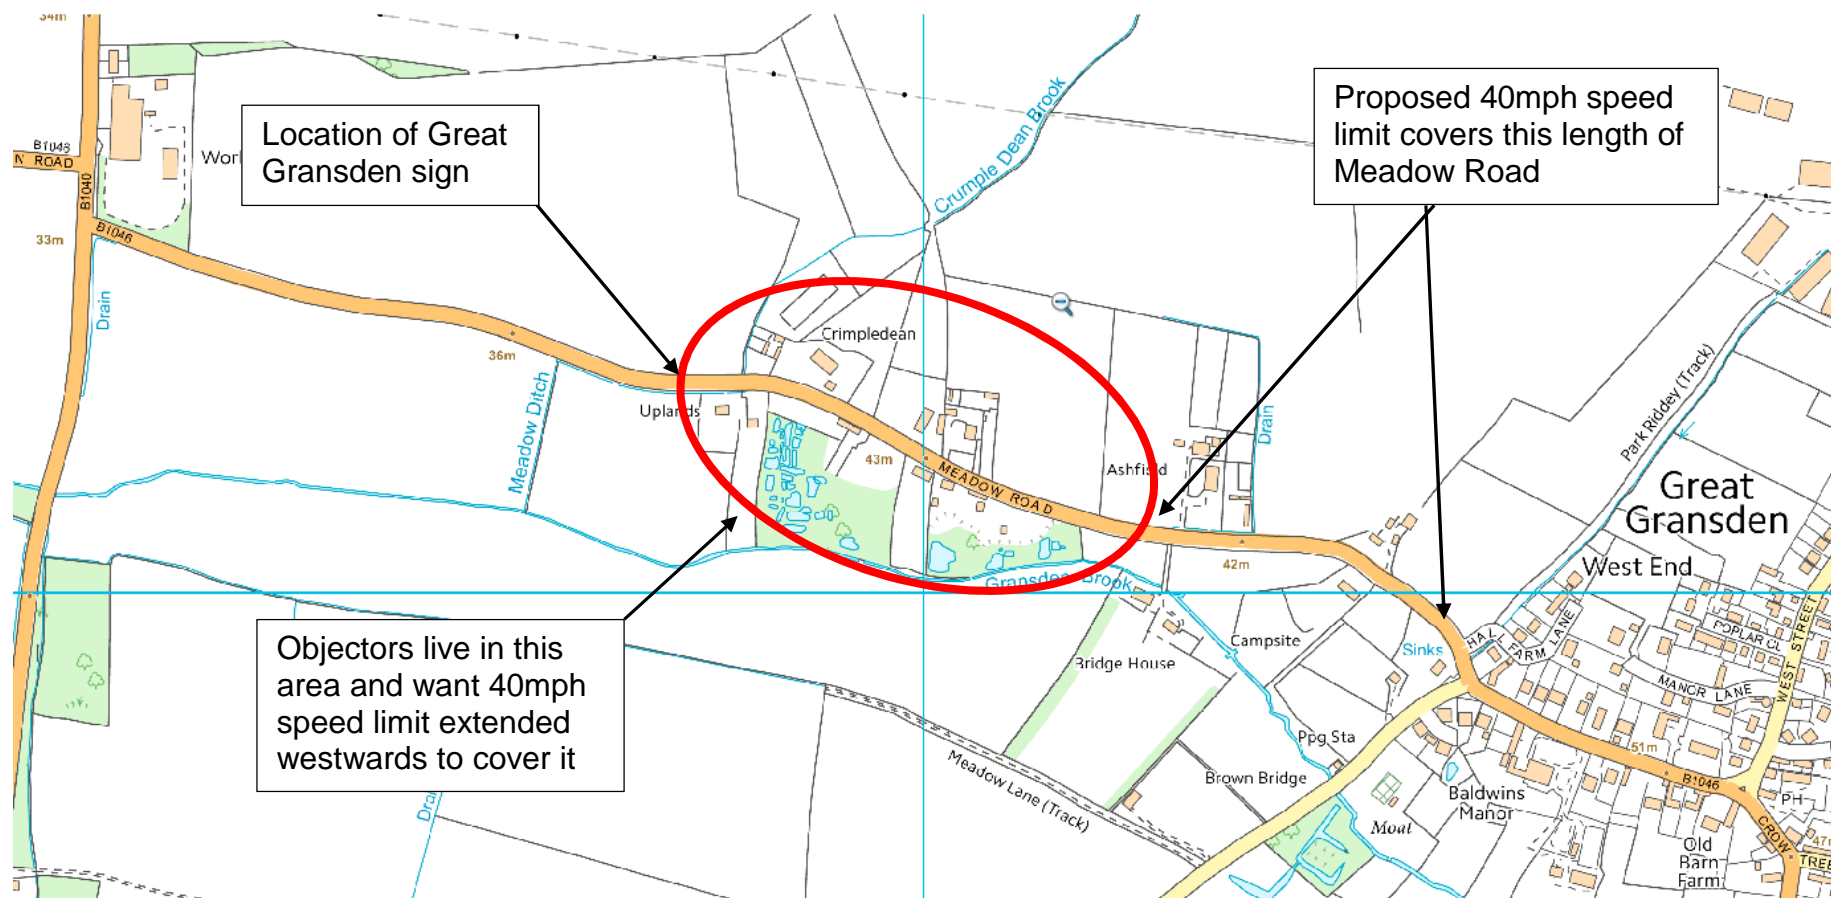 34m
Location of Great
Gransden sign
Proposed 40mph speed
limit covers this length of
Meadow Road
B1046
N ROAD
B1040
B1046
33m
Drain
36m
Meadow Ditch
Crumple Dean Brook
Crimpledean
Uplands
43m
MEADOW ROAD
Ashfield
Drain
42m
Gransden Brook
Park Riddey (Track)
Great
Gransden
West End
HALL
FARM LANE
POPLAR CL
MANOR LANE
WEST STREET
Sinks
Campsite
Bridge House
Objectors live in this
area and want 40mph
speed limit extended
westwards to cover it
Meadow Lane (Track)
Ppg Sta
Brown Bridge
Moat
Baldwins
Manor
51m
B1046
PH
CROW
Old
Barn
Farm